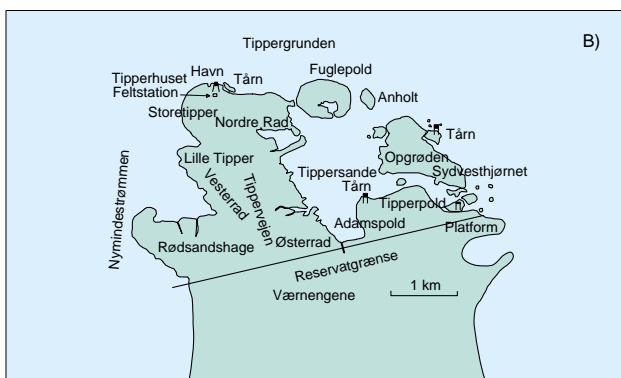 B)
Tippergrunden
Havn
Fuglepold
Tipperhuset
Tårn
Feltstation
Anholt
Storetipper
Nordre Rad
Tårn
Opgrøden
Lille Tipper
Sydvesthjørnet
Tippersande
Vesterrad
Tippervejen
Tårn
Tipperpold
Nymindestrømmen
Adamspold
Platform
Rødsandshage
Østerrad
Reservatgrænse
Værnengene
1 km